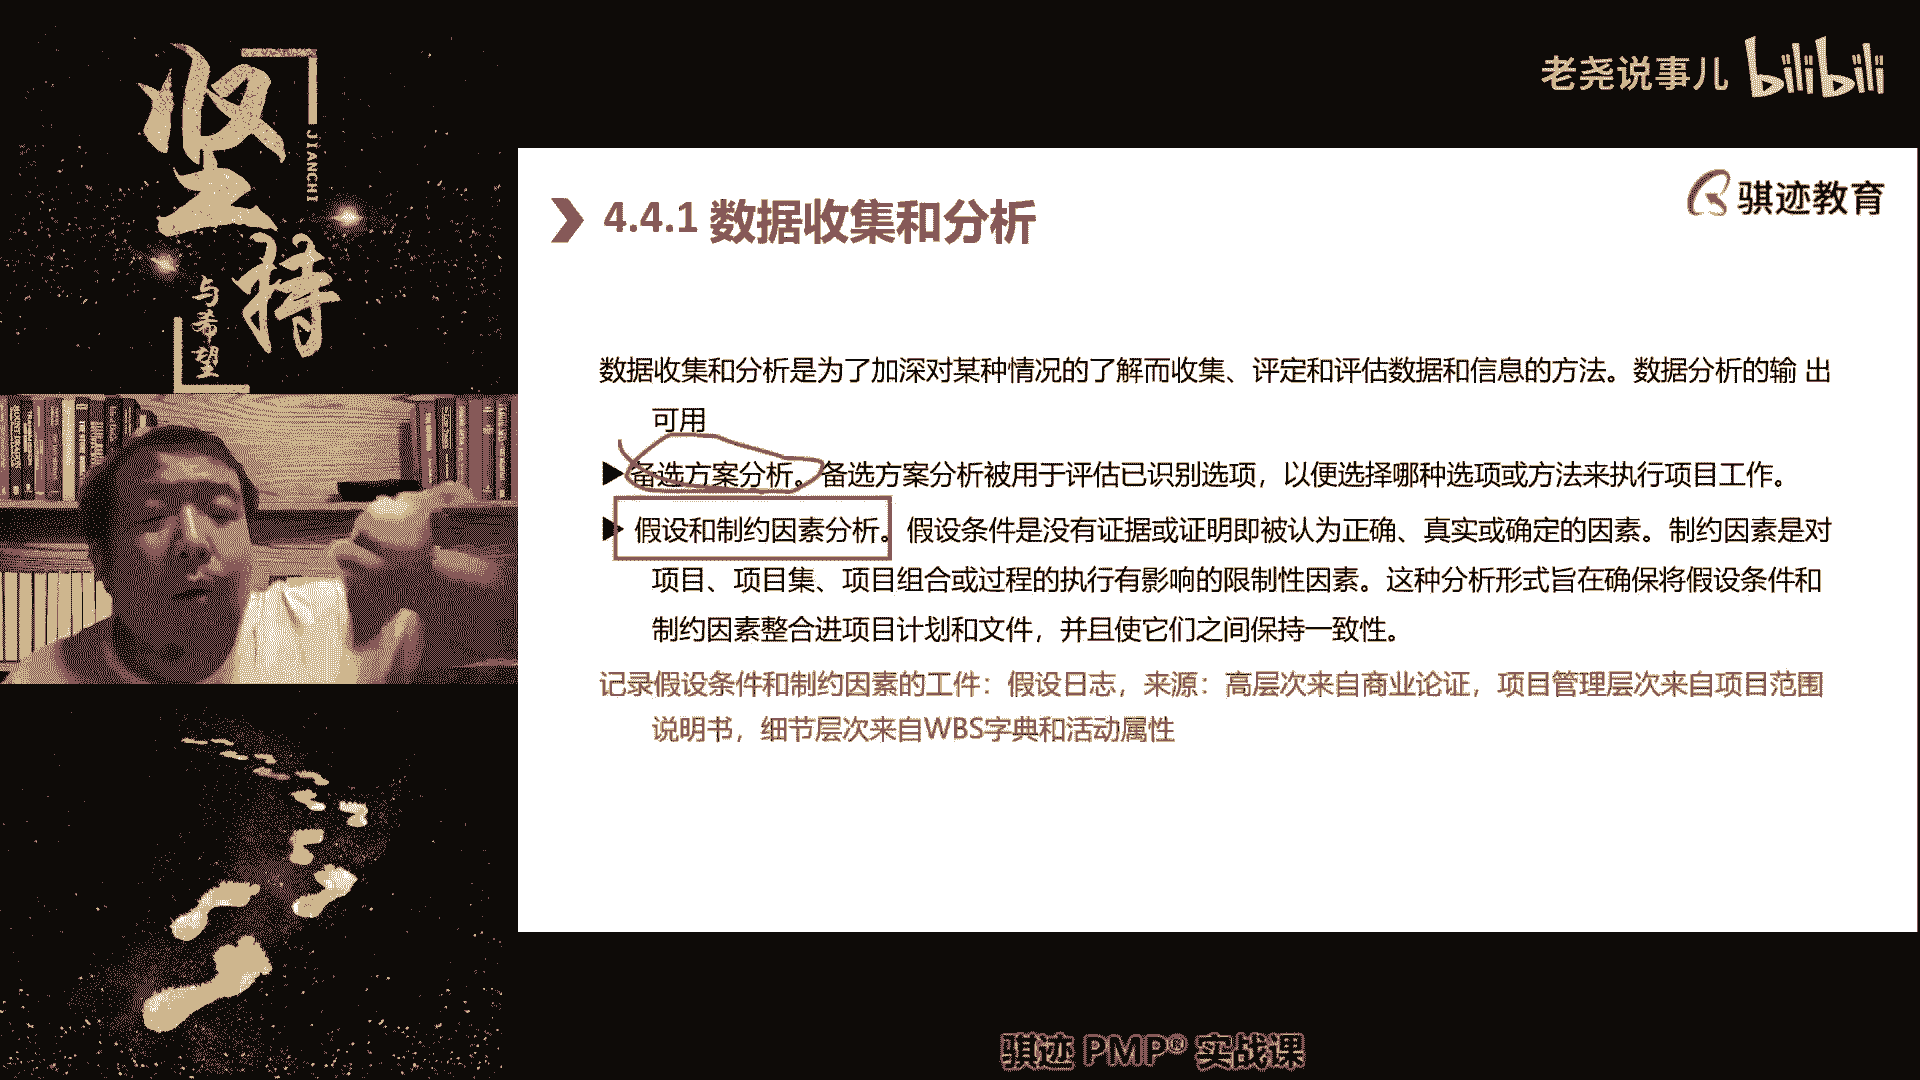 坚持
JIANCHI
与希望
老尧说事儿 bilibili
骐迹教育
4.4.1 数据收集和分析
数据收集和分析是为了加深对某种情况的了解而收集、评定和评估数据和信息的方法。数据分析的输 出
可用
备选方案分析。备选方案分析被用于评估已识别选项，以便选择哪种选项或方法来执行项目工作。
假设和制约因素分析。假设条件是没有证据或证明即被认为正确、真实或确定的因素。制约因素是对
项目、项目集、项目组合或过程的执行有影响的限制性因素。这种分析形式旨在确保将假设条件和
制约因素整合进项目计划和文件，并且使它们之间保持一致性。
记录假设条件和制约因素的工件：假设日志，来源：高层次来自商业论证，项目管理层次来自项目范围
说明书，细节层次来自WBS字典和活动属性
骐迹 PMP® 实战课